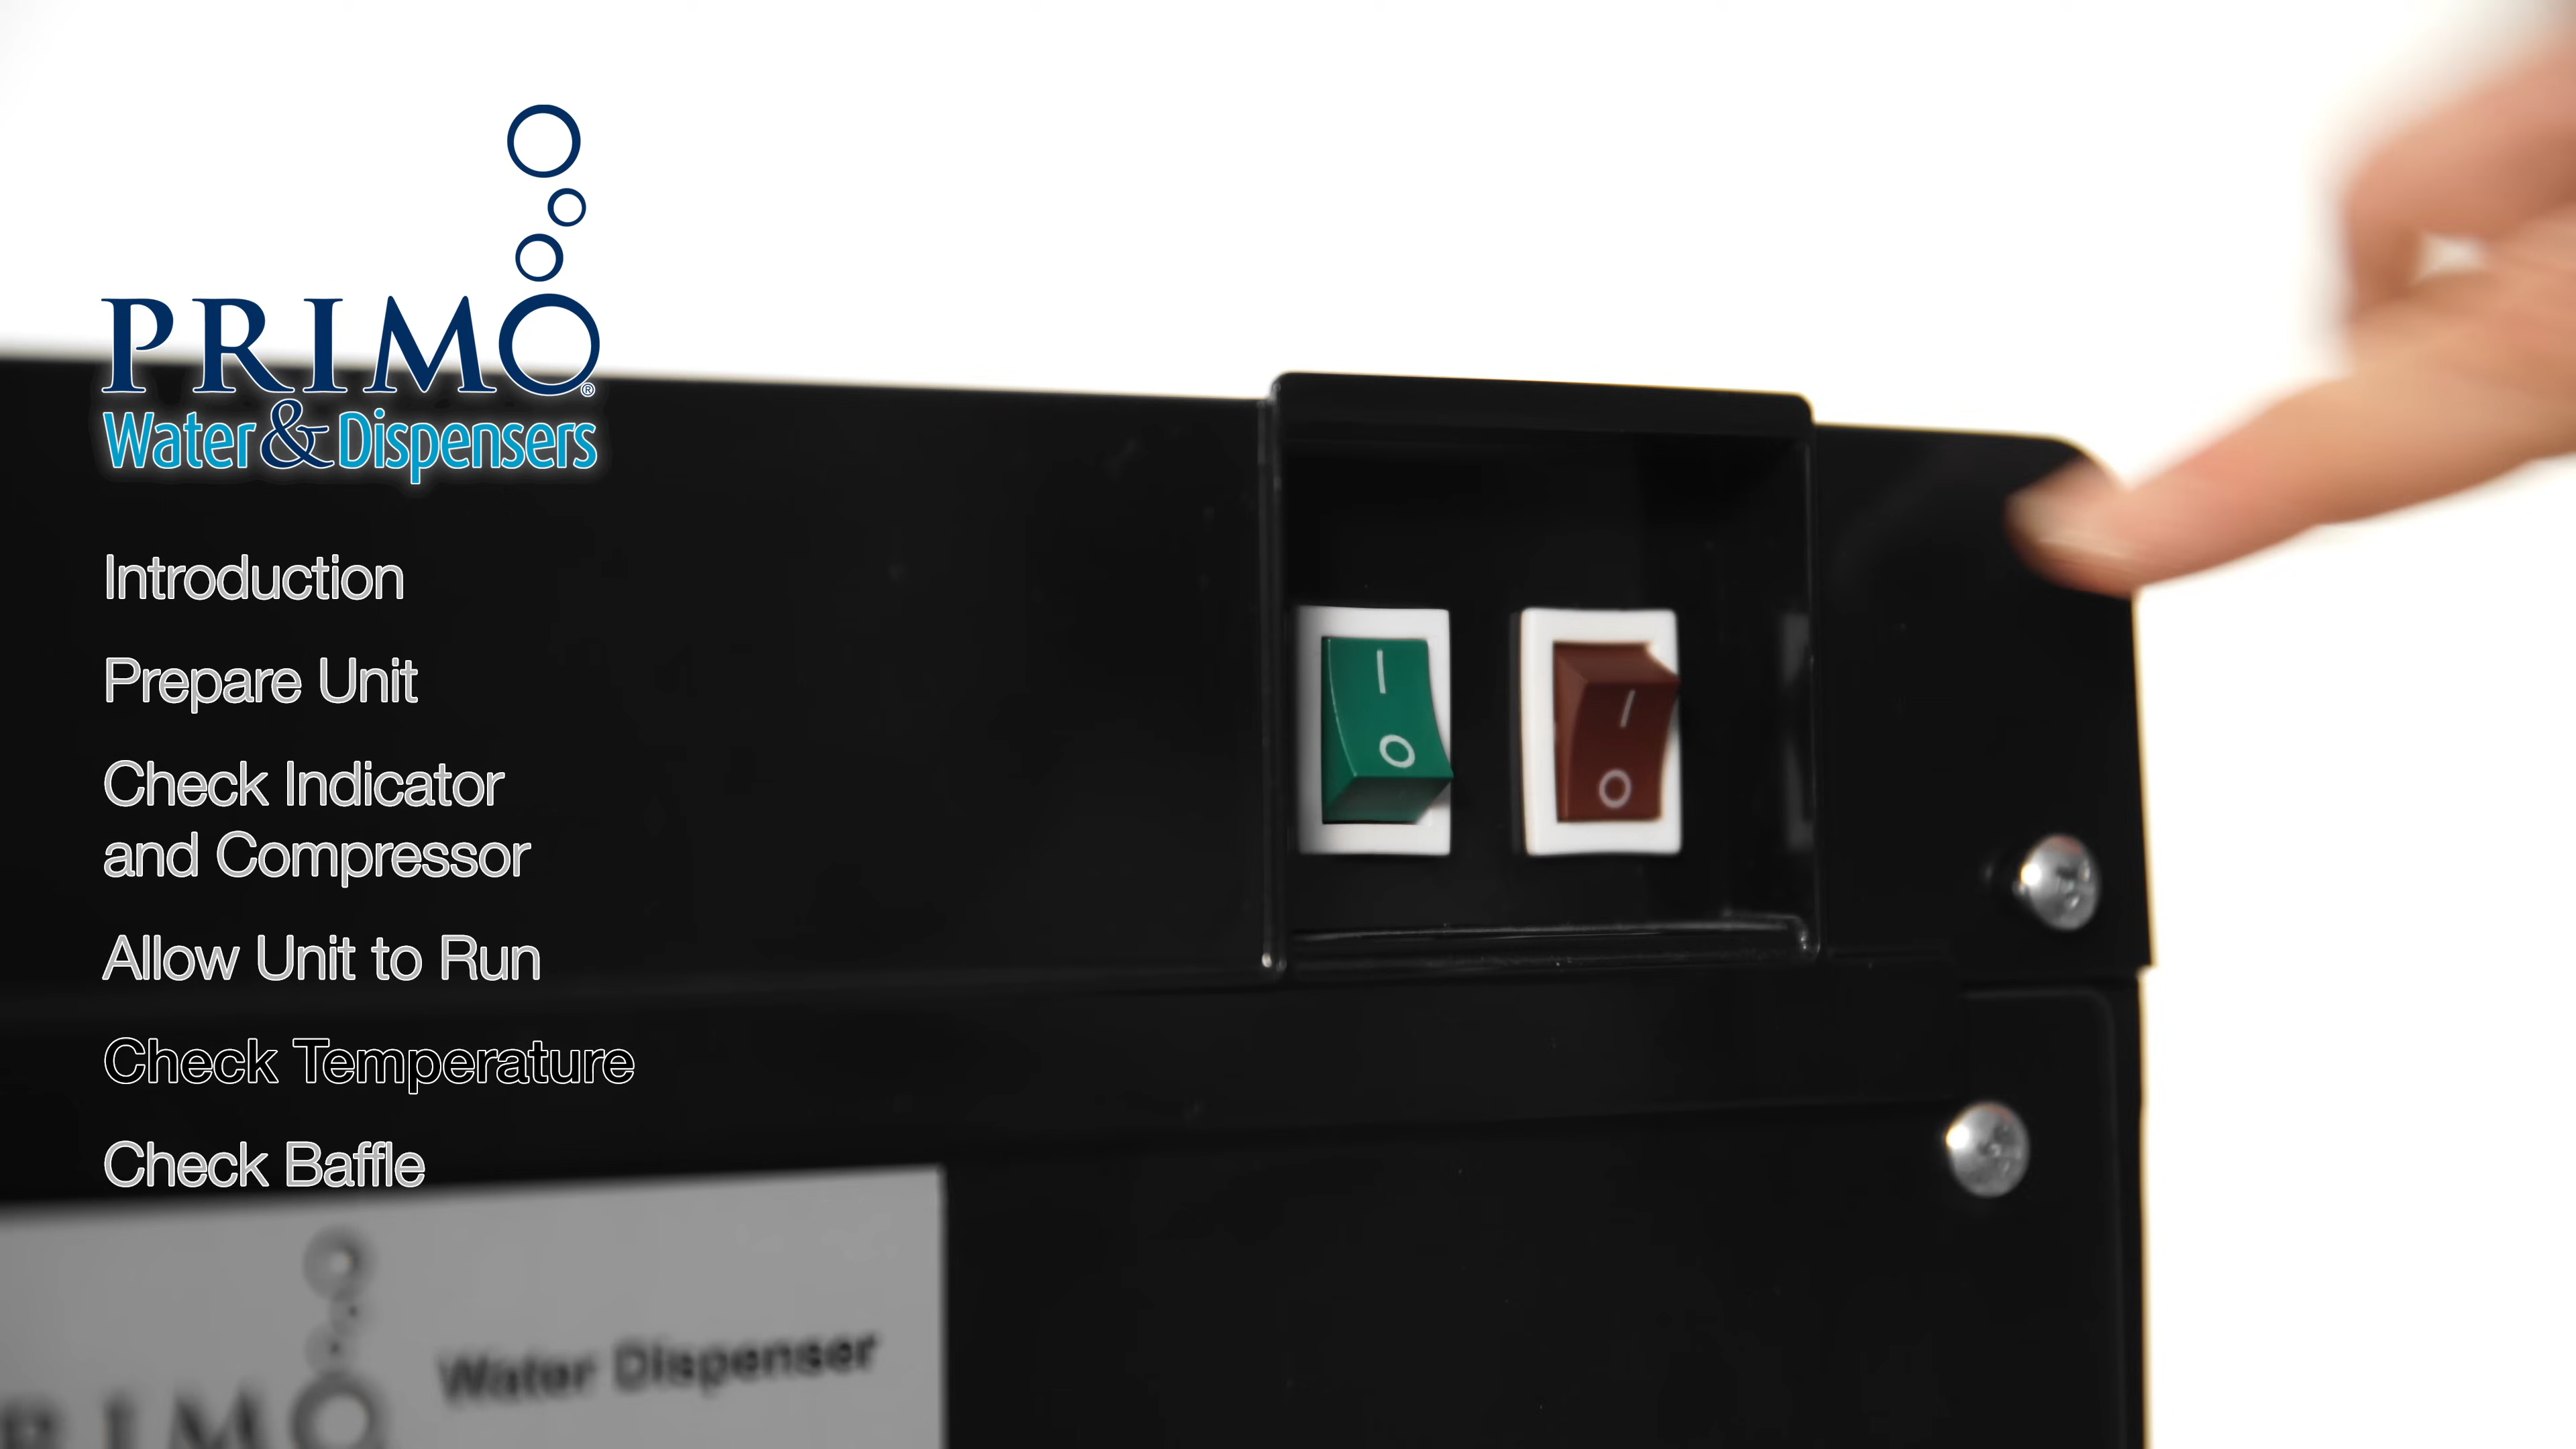 PRIMO®
Water & Dispensers
Introduction
Prepare Unit
Check Indicator
and Compressor
Allow Unit to Run
Check Temperature
Check Baffle
I
O
I
O
Water Dispenser
RIMO